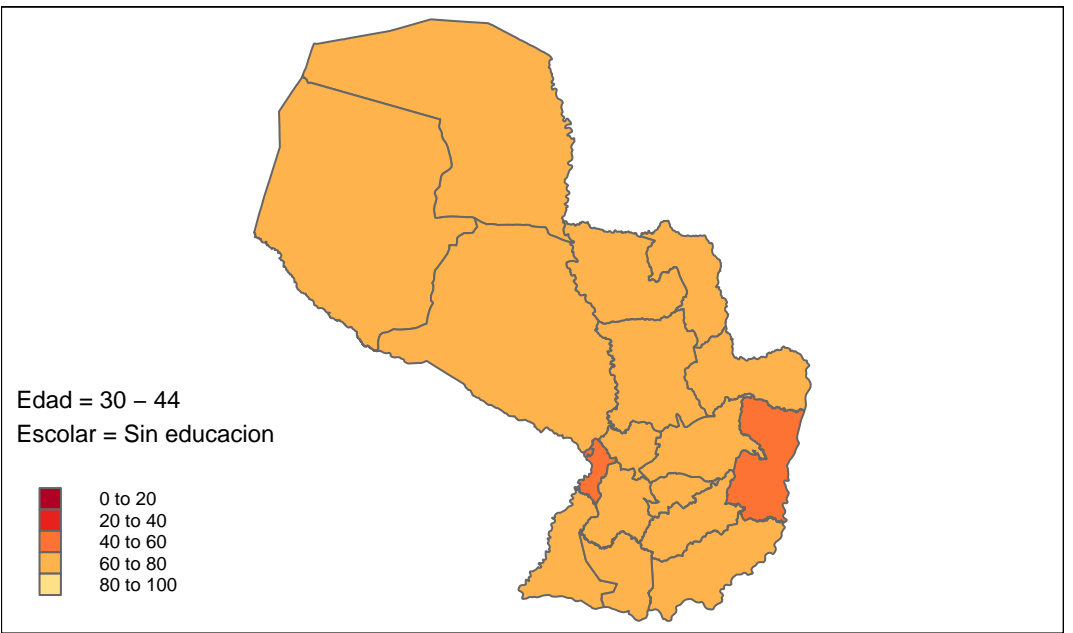 Edad = 30 − 44
Escolar = Sin educacion
0 to 20
20 to 40
40 to 60
60 to 80
80 to 100